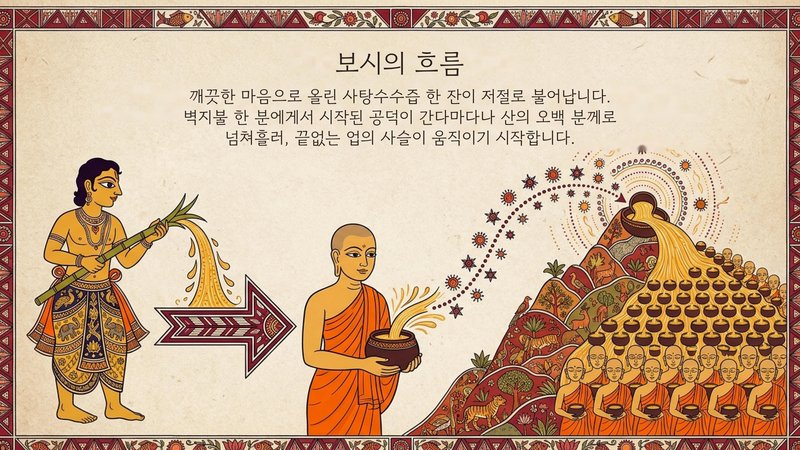 보시의 흐름
깨끗한 마음으로 올린 사탕수수즙 한 잔이 저절로 불어납니다.
벽지불 한 분에게서 시작된 공덕이 간다마다나 산의 오백 분께로
넘쳐흘러, 끝없는 업의 사슬이 움직이기 시작합니다.